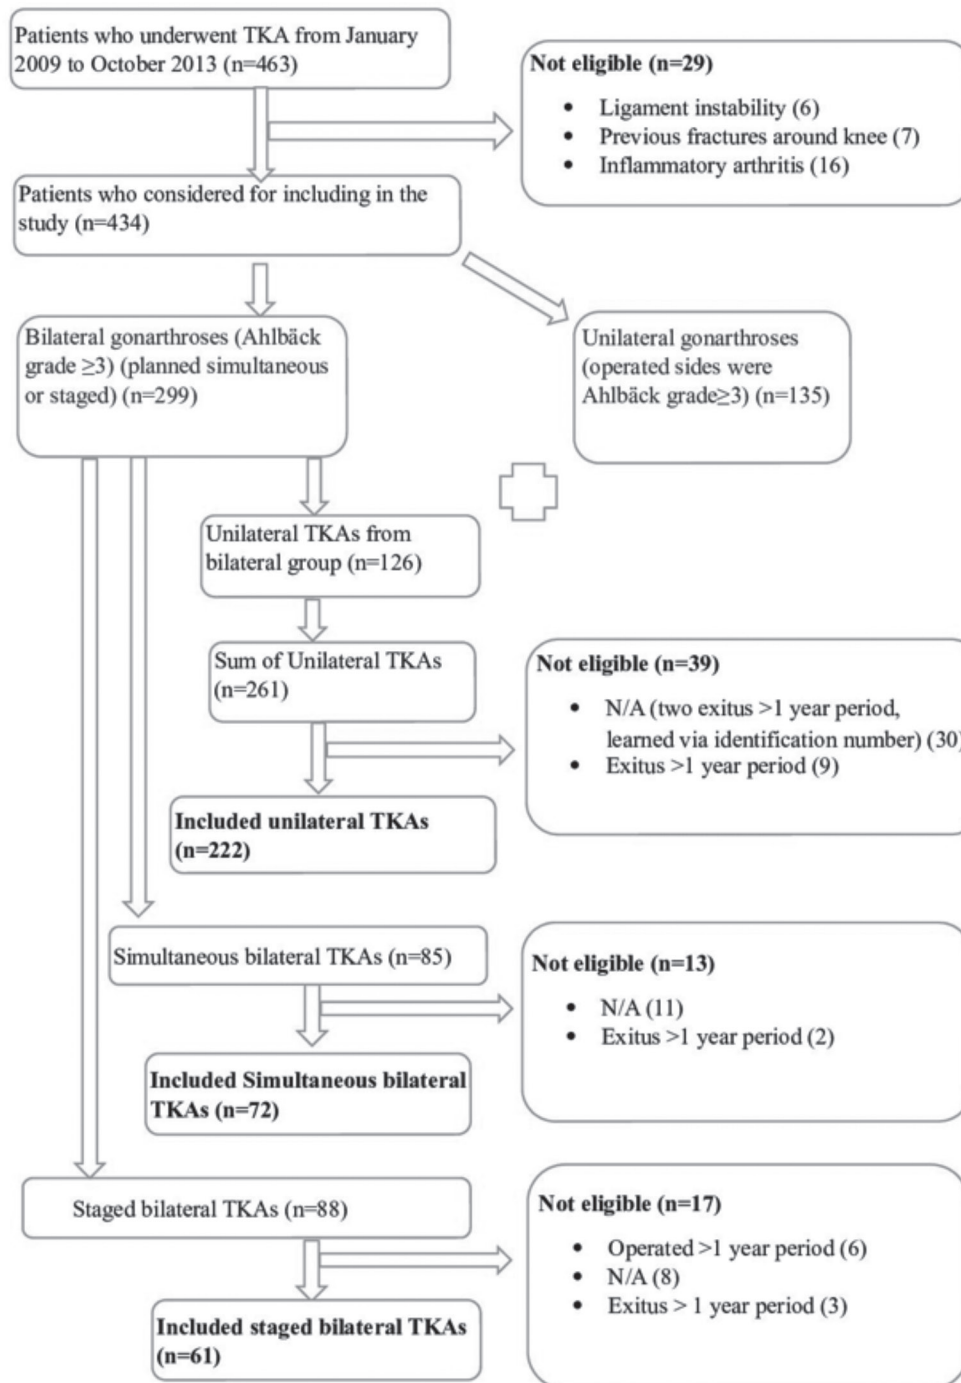 Patients who underwent TKA from January
2009 to October 2013 (n=463)
Not eligible (n=29)
• Ligament instability (6)
• Previous fractures around knee (7)
• Inflammatory arthritis (16)
Patients who considered for including in the
study (n=434)
Bilateral gonarthroses (Ahlbäck
grade ≥3) (planned simultaneous
or staged) (n=299)
Unilateral gonarthroses
(operated sides were
Ahlbäck grade≥3) (n=135)
Unilateral TKAs from
bilateral group (n=126)
Sum of Unilateral TKAs
(n=261)
Not eligible (n=39)
• N/A (two exitus >1 year period,
learned via identification number) (30)
• Exitus >1 year period (9)
Included unilateral TKAs
(n=222)
Simultaneous bilateral TKAs (n=85)
Not eligible (n=13)
• N/A (11)
• Exitus >1 year period (2)
Included Simultaneous bilateral
TKAs (n=72)
Staged bilateral TKAs (n=88)
Not eligible (n=17)
• Operated >1 year period (6)
• N/A (8)
• Exitus > 1 year period (3)
Included staged bilateral TKAs
(n=61)